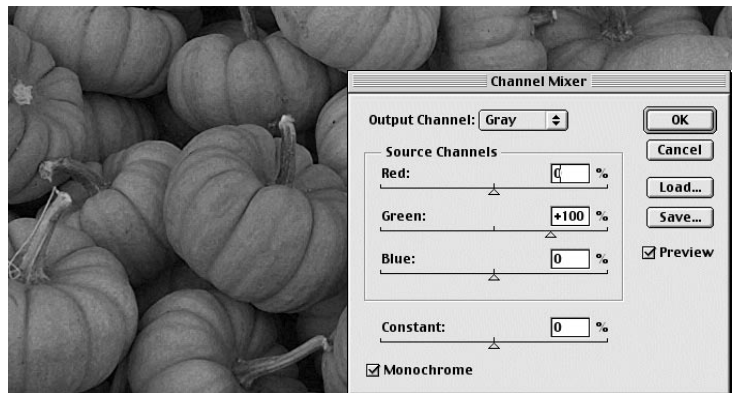 Channel Mixer
Output Channel: Gray
OK
Source Channels
Cancel
Red: 0 %
Load...
Green: +100 %
Save...
Blue: 0 %
Preview
Constant: 0 %
Monochrome